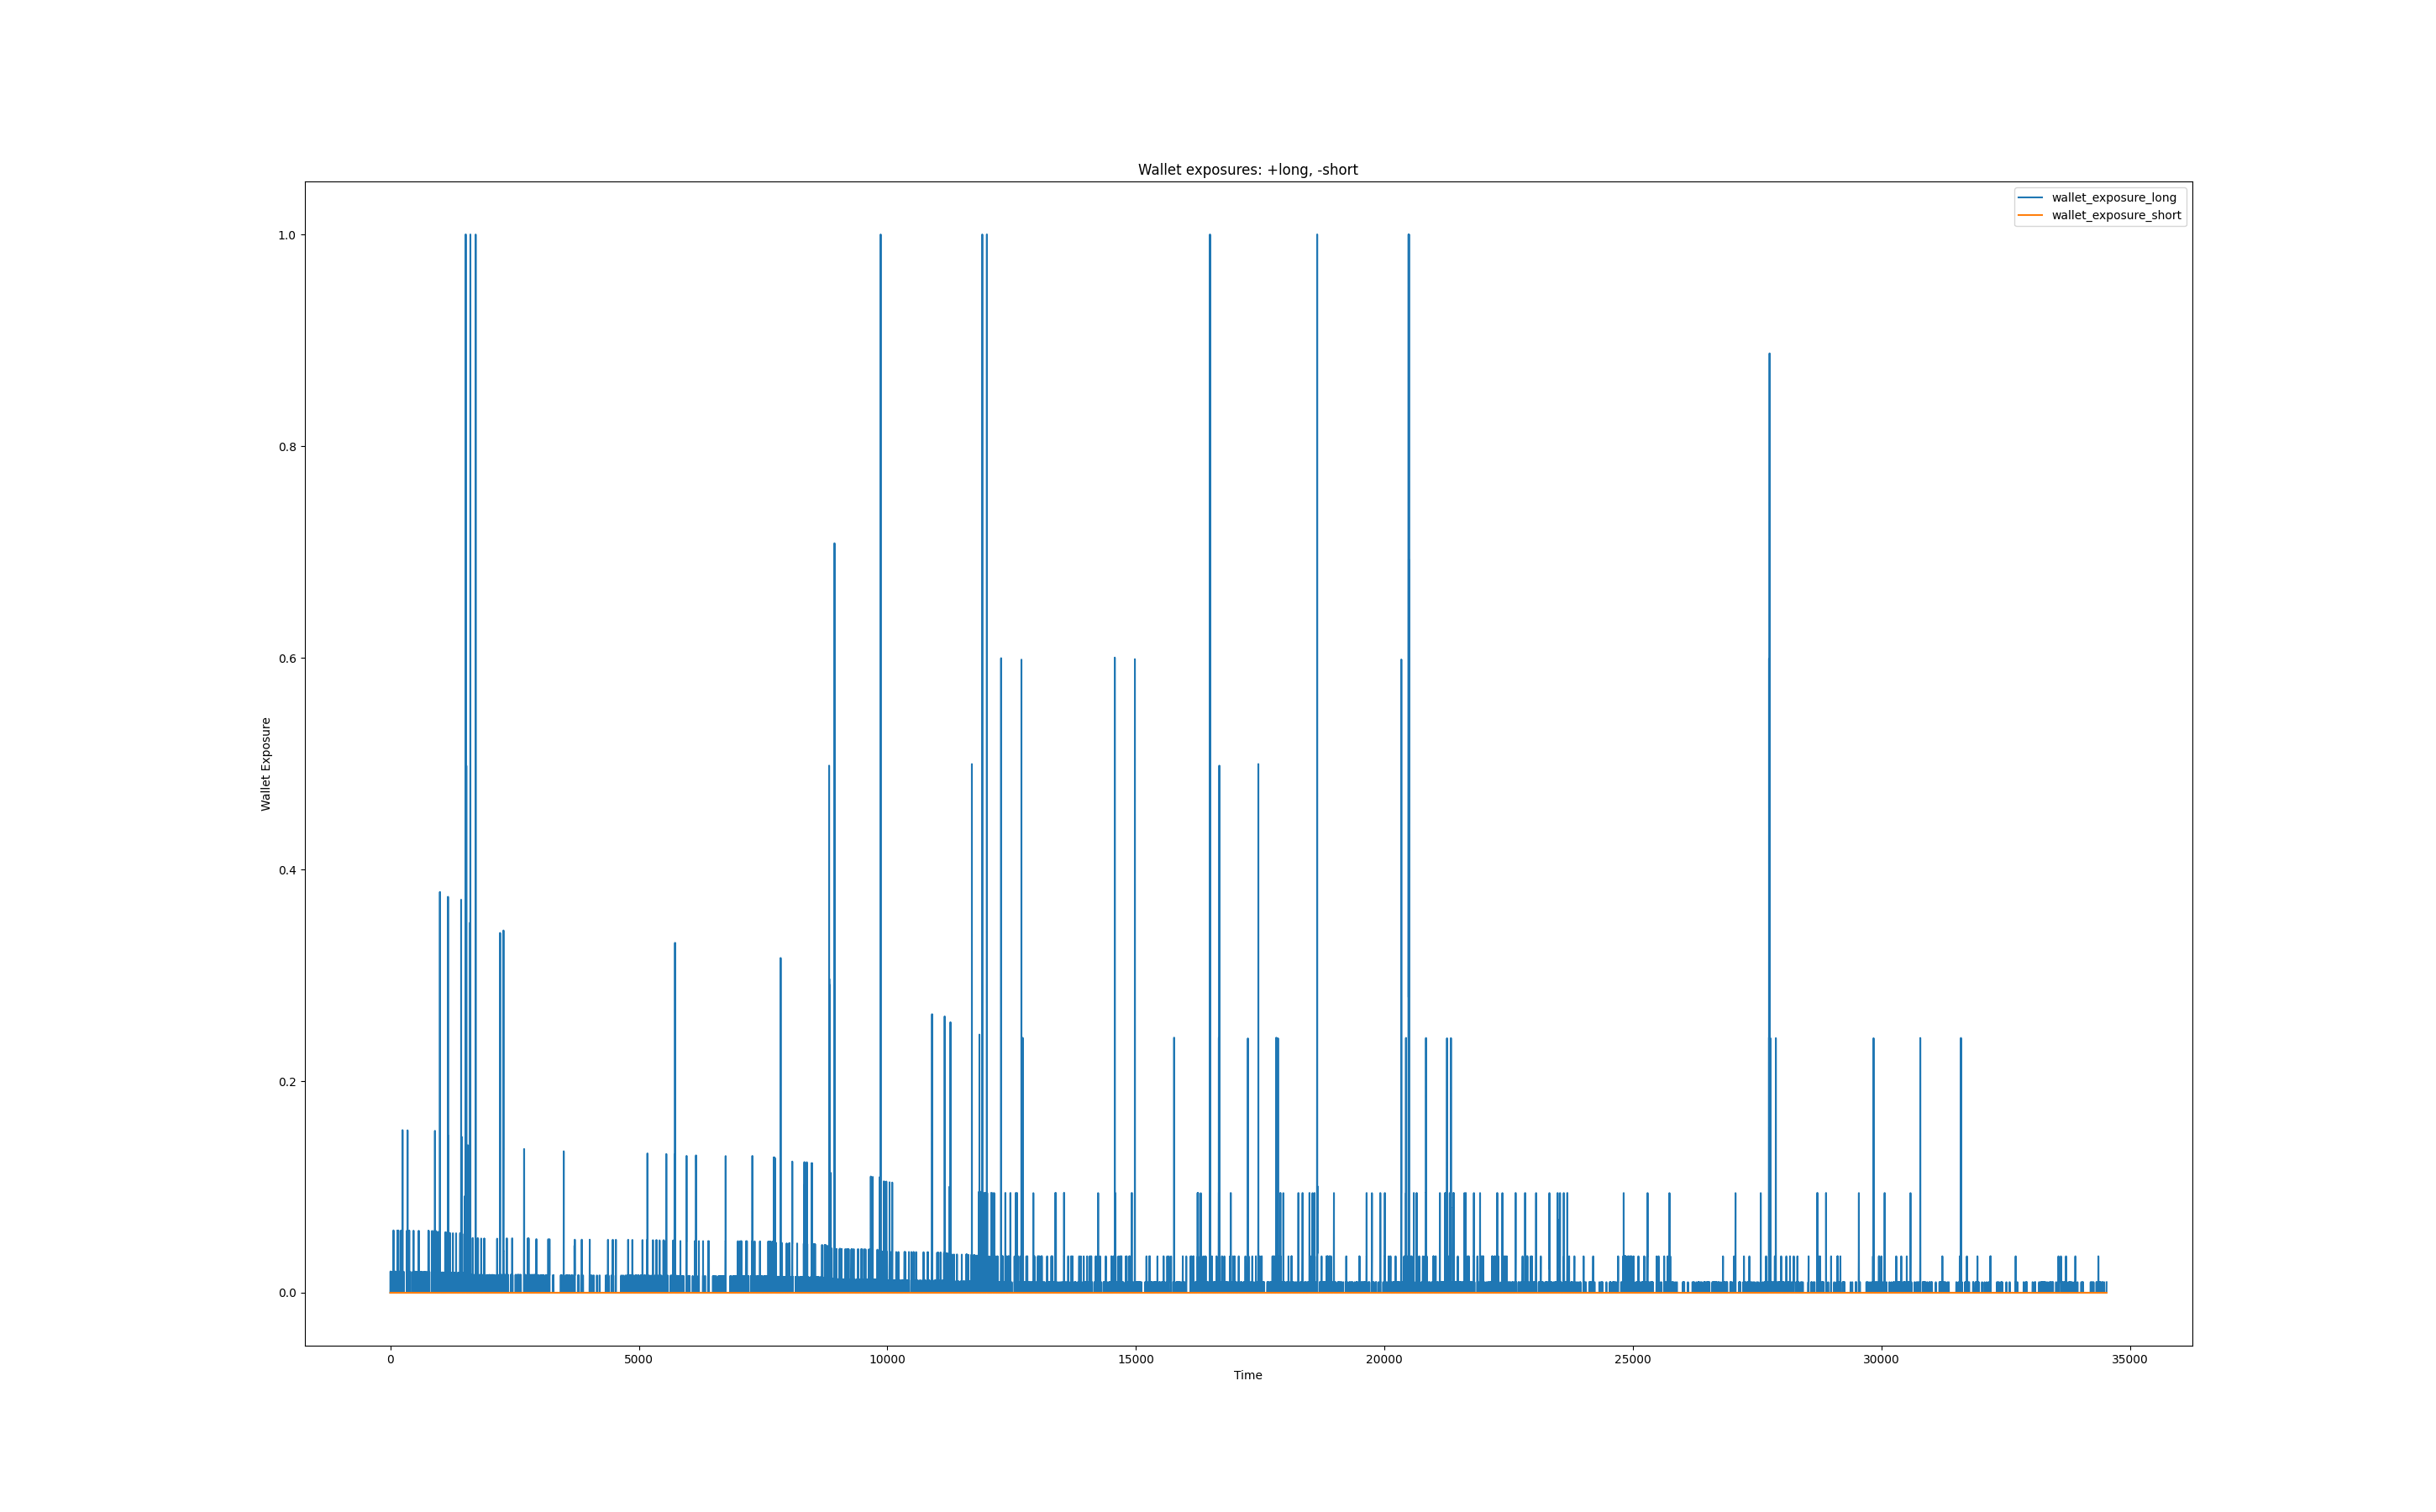 Wallet exposures: +long, -short
wallet_exposure_long
wallet_exposure_short
1.0
0.8
0.6
0.4
0.2
0.0
Wallet Exposure
0
5000
10000
15000
20000
25000
30000
35000
Time